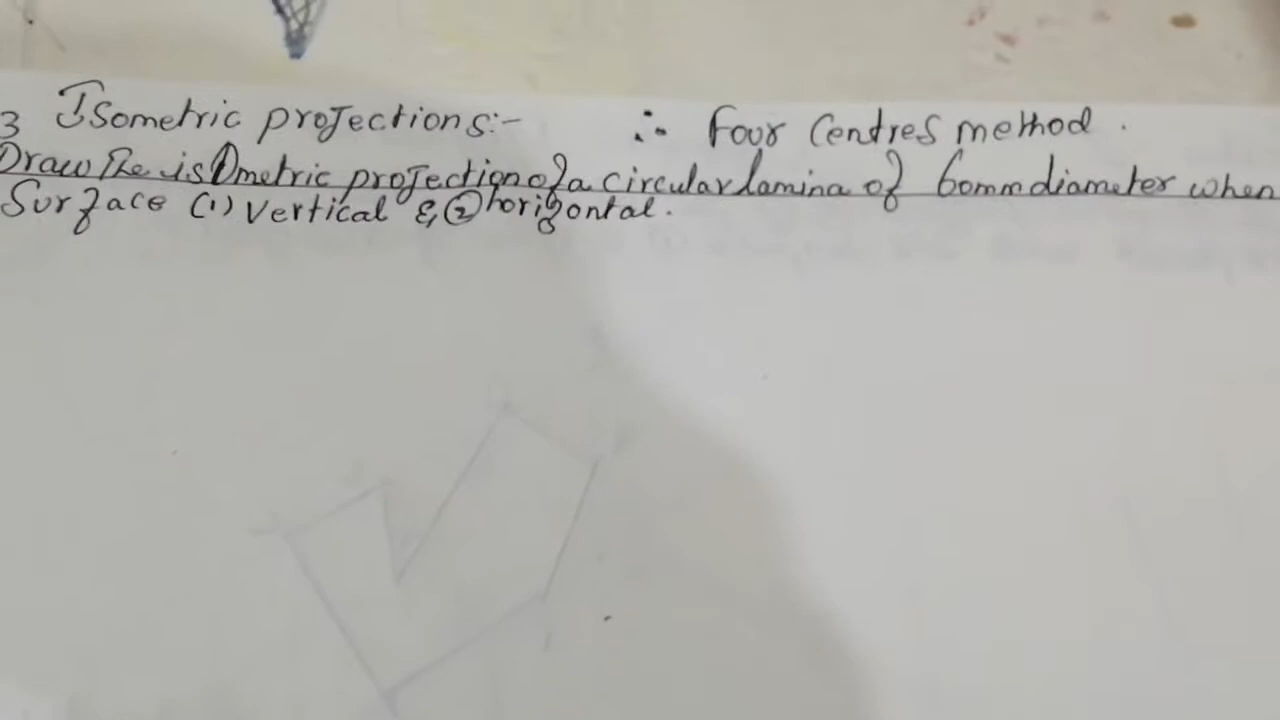 3 Isometric projections:- ∴ Four Centres method.
Draw The isometric projection of a circular lamina of 60mm diameter when
Surface (1) vertical & ② horizontal.